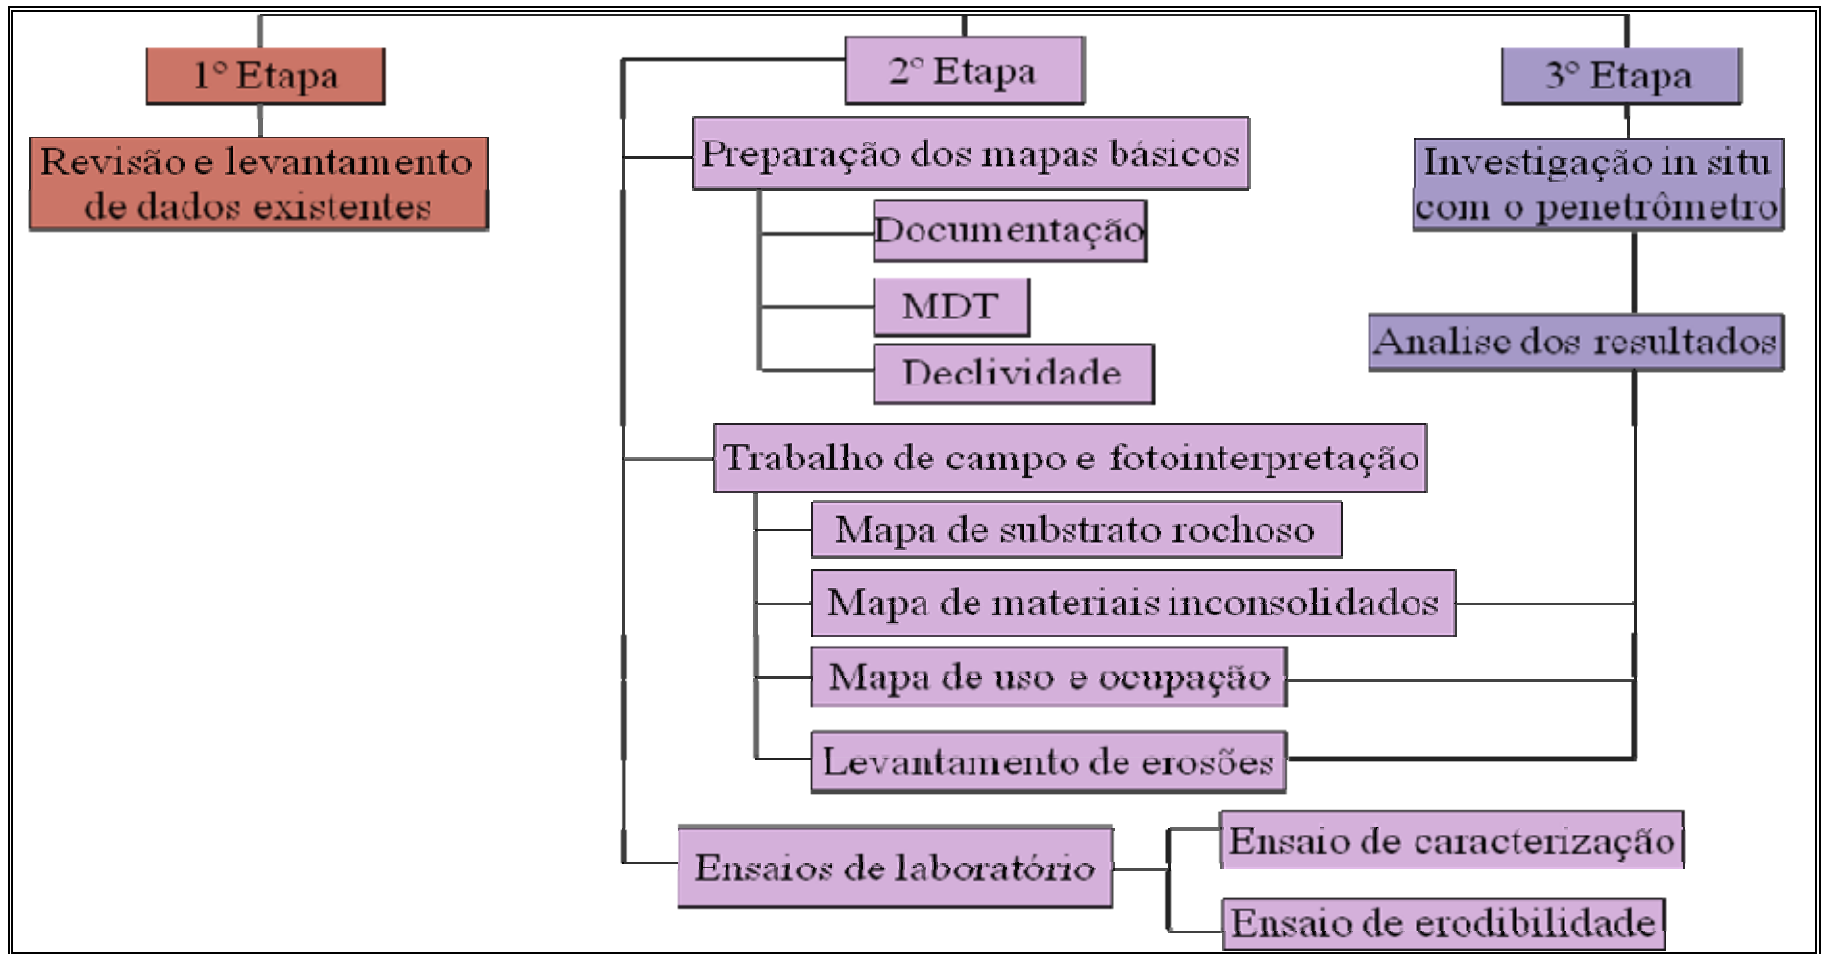 1° Etapa
Revisão e levantamento
de dados existentes
2° Etapa
Preparação dos mapas básicos
Documentação
MDT
Declividade
Trabalho de campo e fotointerpretação
Mapa de substrato rochoso
Mapa de materiais inconsolidados
Mapa de uso e ocupação
Levantamento de erosões
Ensaios de laboratório
Ensaio de caracterização
Ensaio de erodibilidade
3° Etapa
Investigação in situ
com o penetrômetro
Analise dos resultados